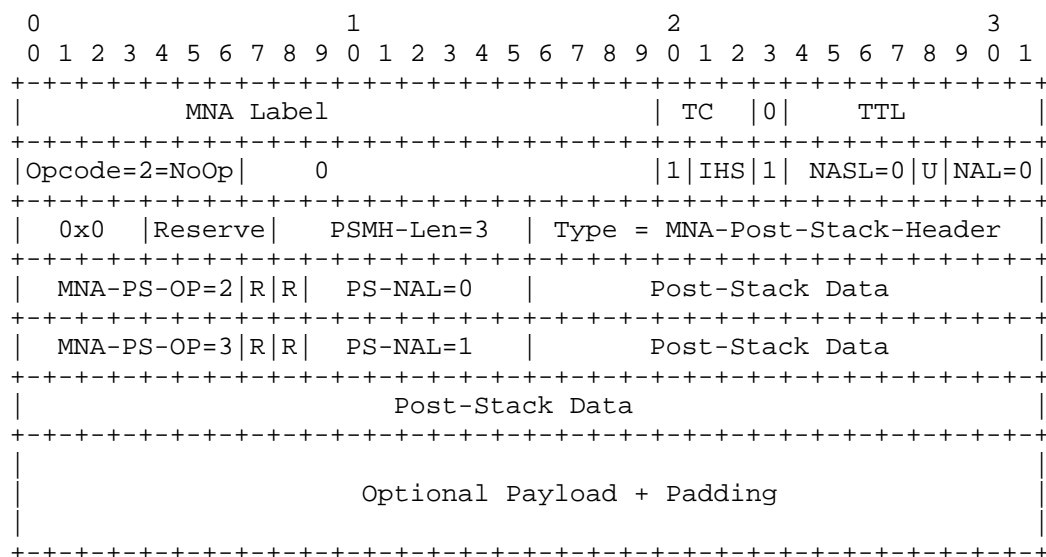 0                   1                   2                   3
 0 1 2 3 4 5 6 7 8 9 0 1 2 3 4 5 6 7 8 9 0 1 2 3 4 5 6 7 8 9 0 1
+-+-+-+-+-+-+-+-+-+-+-+-+-+-+-+-+-+-+-+-+-+-+-+-+-+-+-+-+-+-+-+-+
|           MNA Label                   | TC  |0|    TTL        |
+-+-+-+-+-+-+-+-+-+-+-+-+-+-+-+-+-+-+-+-+-+-+-+-+-+-+-+-+-+-+-+-+
|Opcode=2=NoOp|    0                    |1|IHS|1| NASL=0|U|NAL=0|
+-+-+-+-+-+-+-+-+-+-+-+-+-+-+-+-+-+-+-+-+-+-+-+-+-+-+-+-+-+-+-+-+
|  0x0  |Reserve|   PSMH-Len=3  | Type = MNA-Post-Stack-Header  |
+-+-+-+-+-+-+-+-+-+-+-+-+-+-+-+-+-+-+-+-+-+-+-+-+-+-+-+-+-+-+-+-+
|  MNA-PS-OP=2|R|R|  PS-NAL=0   |       Post-Stack Data         |
+-+-+-+-+-+-+-+-+-+-+-+-+-+-+-+-+-+-+-+-+-+-+-+-+-+-+-+-+-+-+-+-+
|  MNA-PS-OP=3|R|R|  PS-NAL=1   |       Post-Stack Data         |
+-+-+-+-+-+-+-+-+-+-+-+-+-+-+-+-+-+-+-+-+-+-+-+-+-+-+-+-+-+-+-+-+
|                       Post-Stack Data                         |
+-+-+-+-+-+-+-+-+-+-+-+-+-+-+-+-+-+-+-+-+-+-+-+-+-+-+-+-+-+-+-+-+
|                                                               |
|                     Optional Payload + Padding                |
|                                                               |
+-+-+-+-+-+-+-+-+-+-+-+-+-+-+-+-+-+-+-+-+-+-+-+-+-+-+-+-+-+-+-+-+